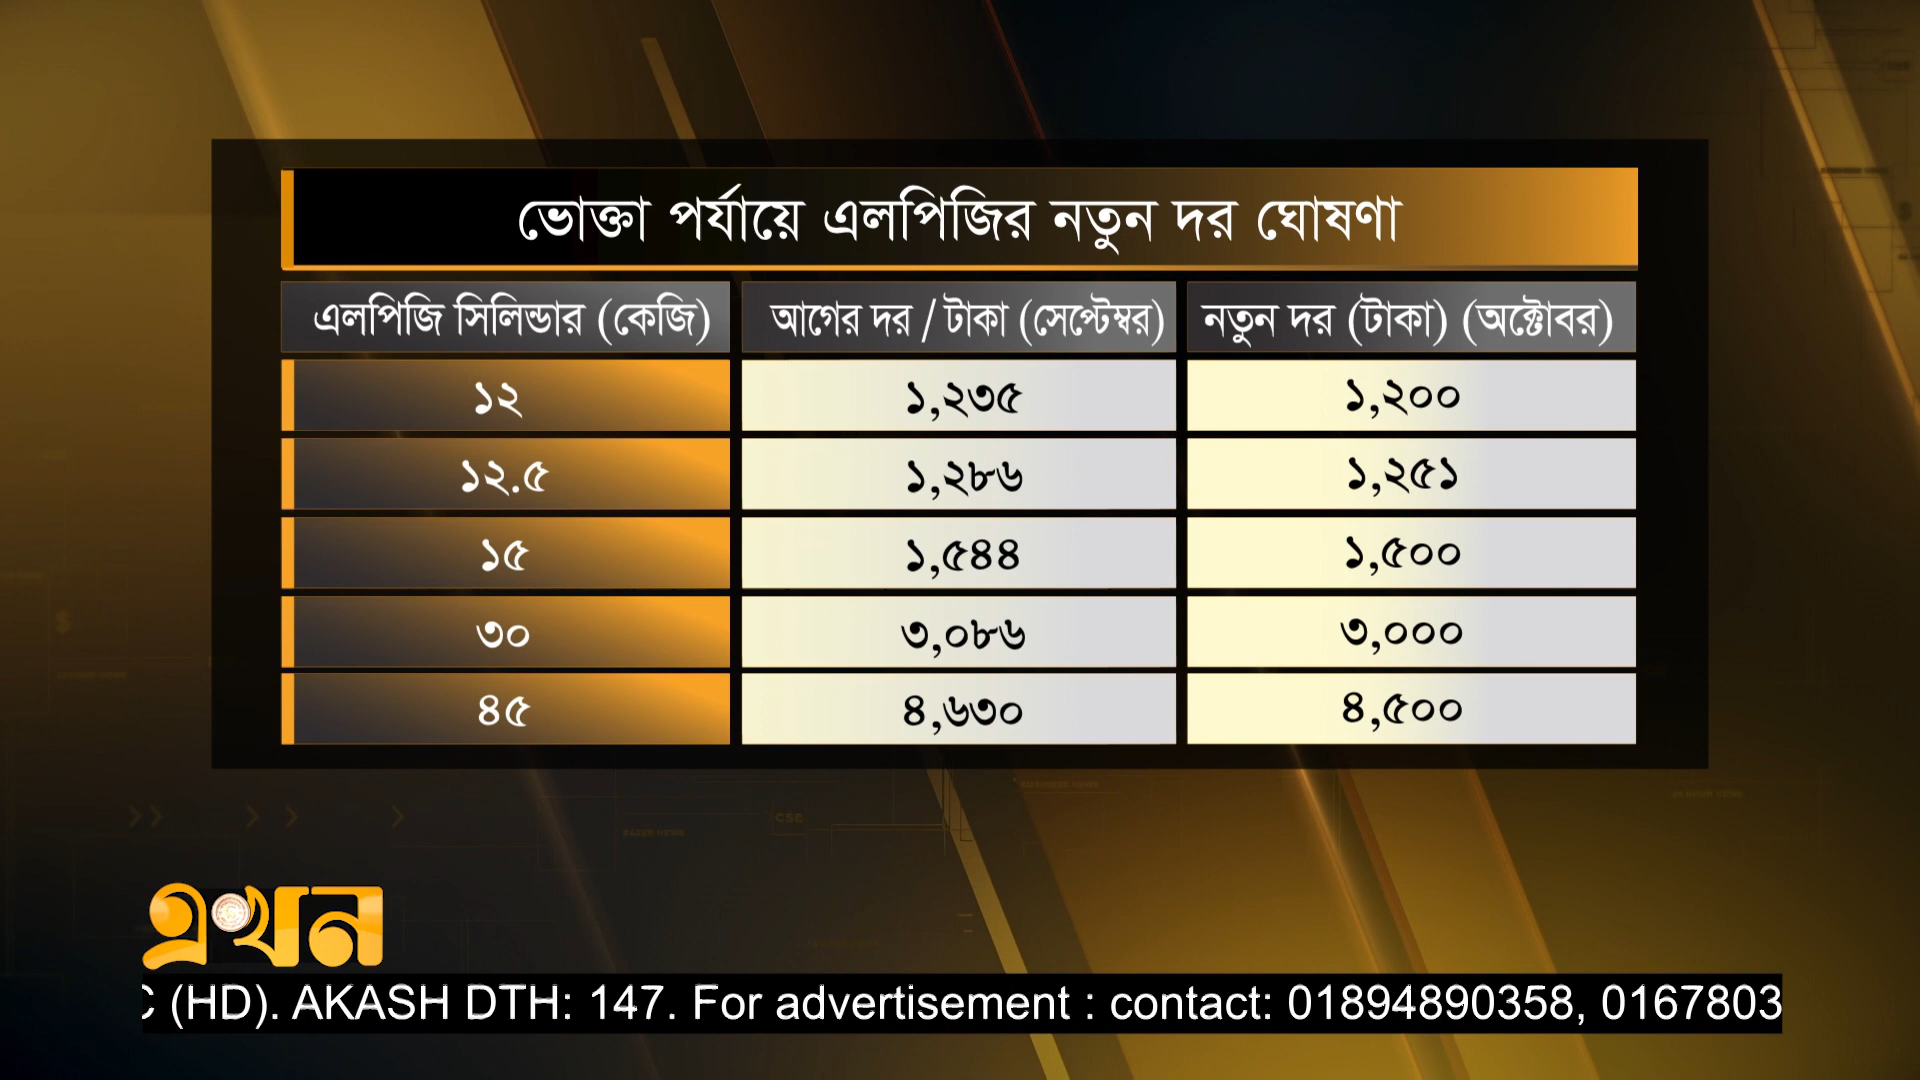 ভোক্তা পর্যায়ে এলপিজির নতুন দর ঘোষণা
এলপিজি সিলিন্ডার (কেজি) আগের দর / টাকা (সেপ্টেম্বর) নতুন দর (টাকা) (অক্টোবর)
১২ ১,২৩৫ ১,২০০
১২.৫ ১,২৮৬ ১,২৫১
১৫ ১,৫৪৪ ১,৫০০
৩০ ৩,০৮৬ ৩,০০০
৪৫ ৪,৬৩০ ৪,৫০০
CSE
এখন
C (HD). AKASH DTH: 147. For advertisement : contact: 01894890358, 0167803